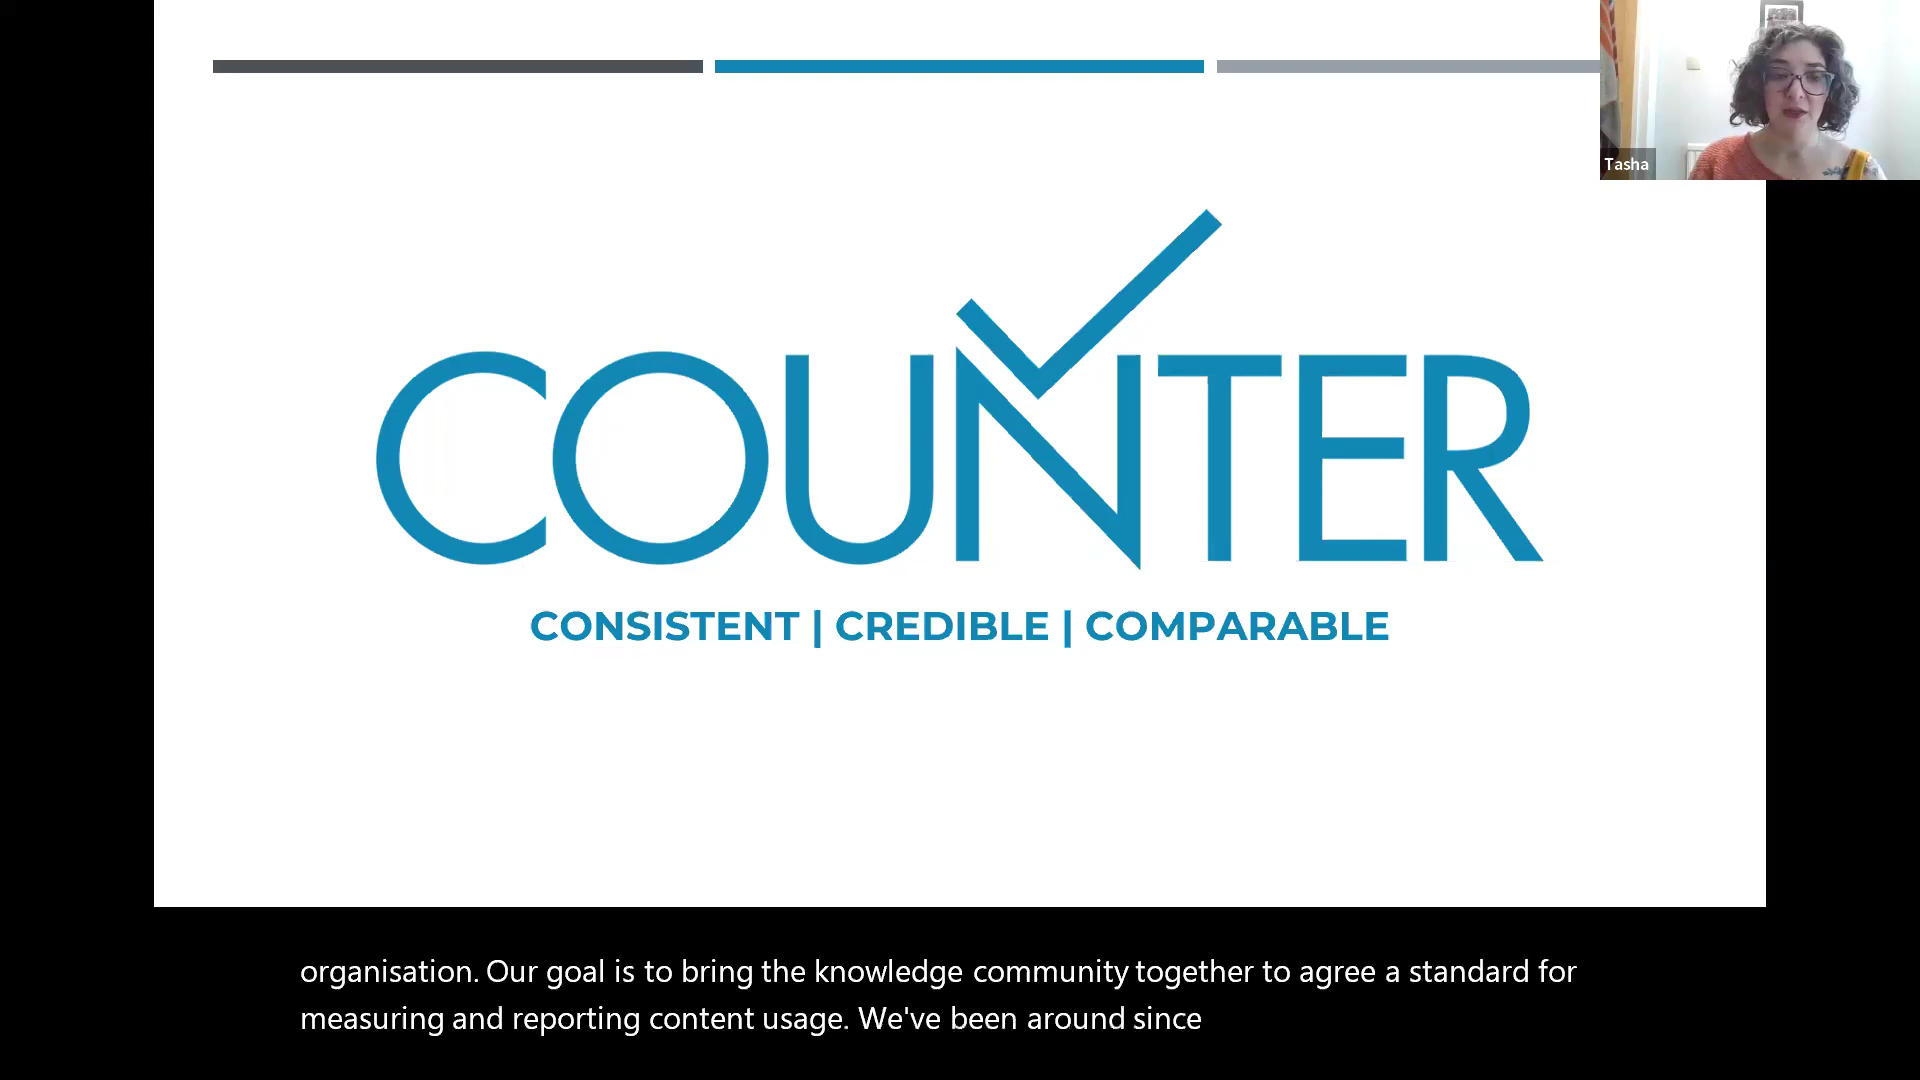 Tasha
COUNTER
CONSISTENT | CREDIBLE | COMPARABLE
organisation. Our goal is to bring the knowledge community together to agree a standard for
measuring and reporting content usage. We've been around since